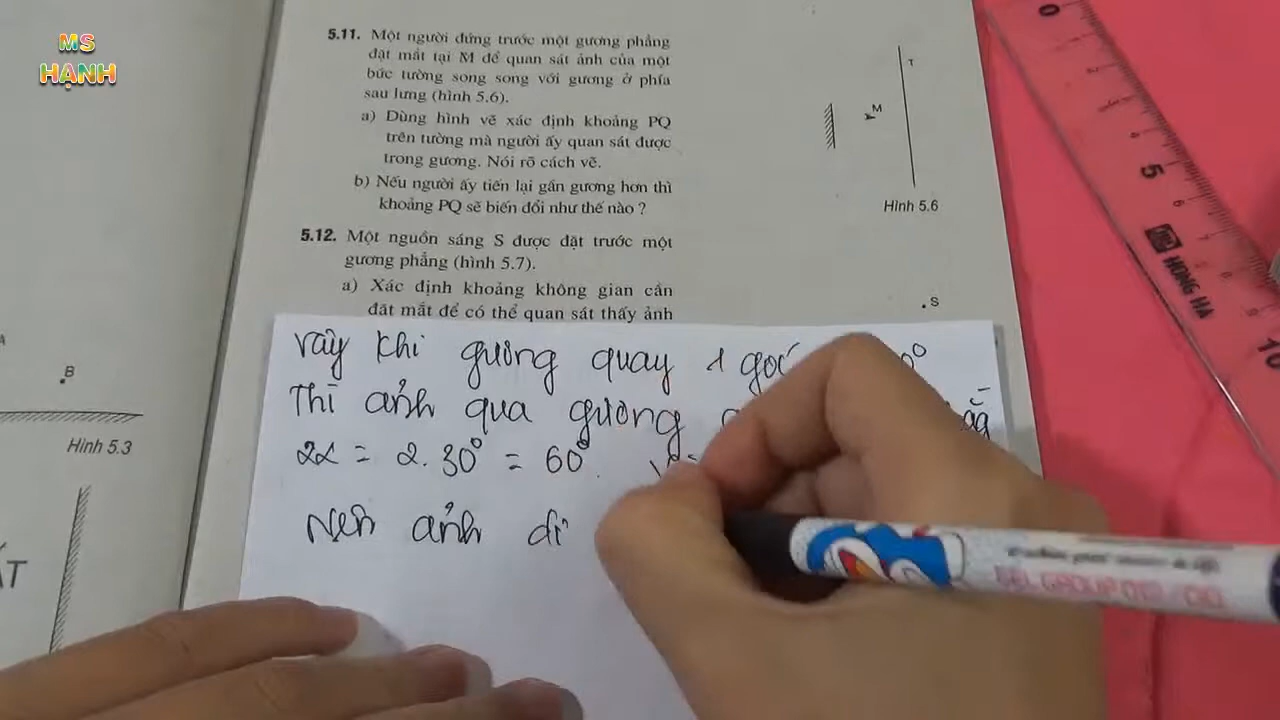 MS
HẠNH
5.11. Một người đứng trước một gương phẳng
đặt mắt tại M để quan sát ảnh của một
bức tường song song với gương ở phía
sau lưng (hình 5.6).
a) Dùng hình vẽ xác định khoảng PQ
trên tường mà người ấy quan sát được
trong gương. Nói rõ cách vẽ.
b) Nếu người ấy tiến lại gần gương hơn thì
khoảng PQ sẽ biến đổi như thế nào ?
T
M
Hình 5.6
5.12. Một nguồn sáng S được đặt trước một
gương phẳng (hình 5.7).
a) Xác định khoảng không gian cần
đặt mắt để có thể quan sát thấy ảnh
S
B
Hình 5.3
ÁT
0
5
10
HONG HA
Vậy khi gương quay 1 góc
Thì ảnh qua gương
2α = 2.30° = 60°.
Nên ảnh di